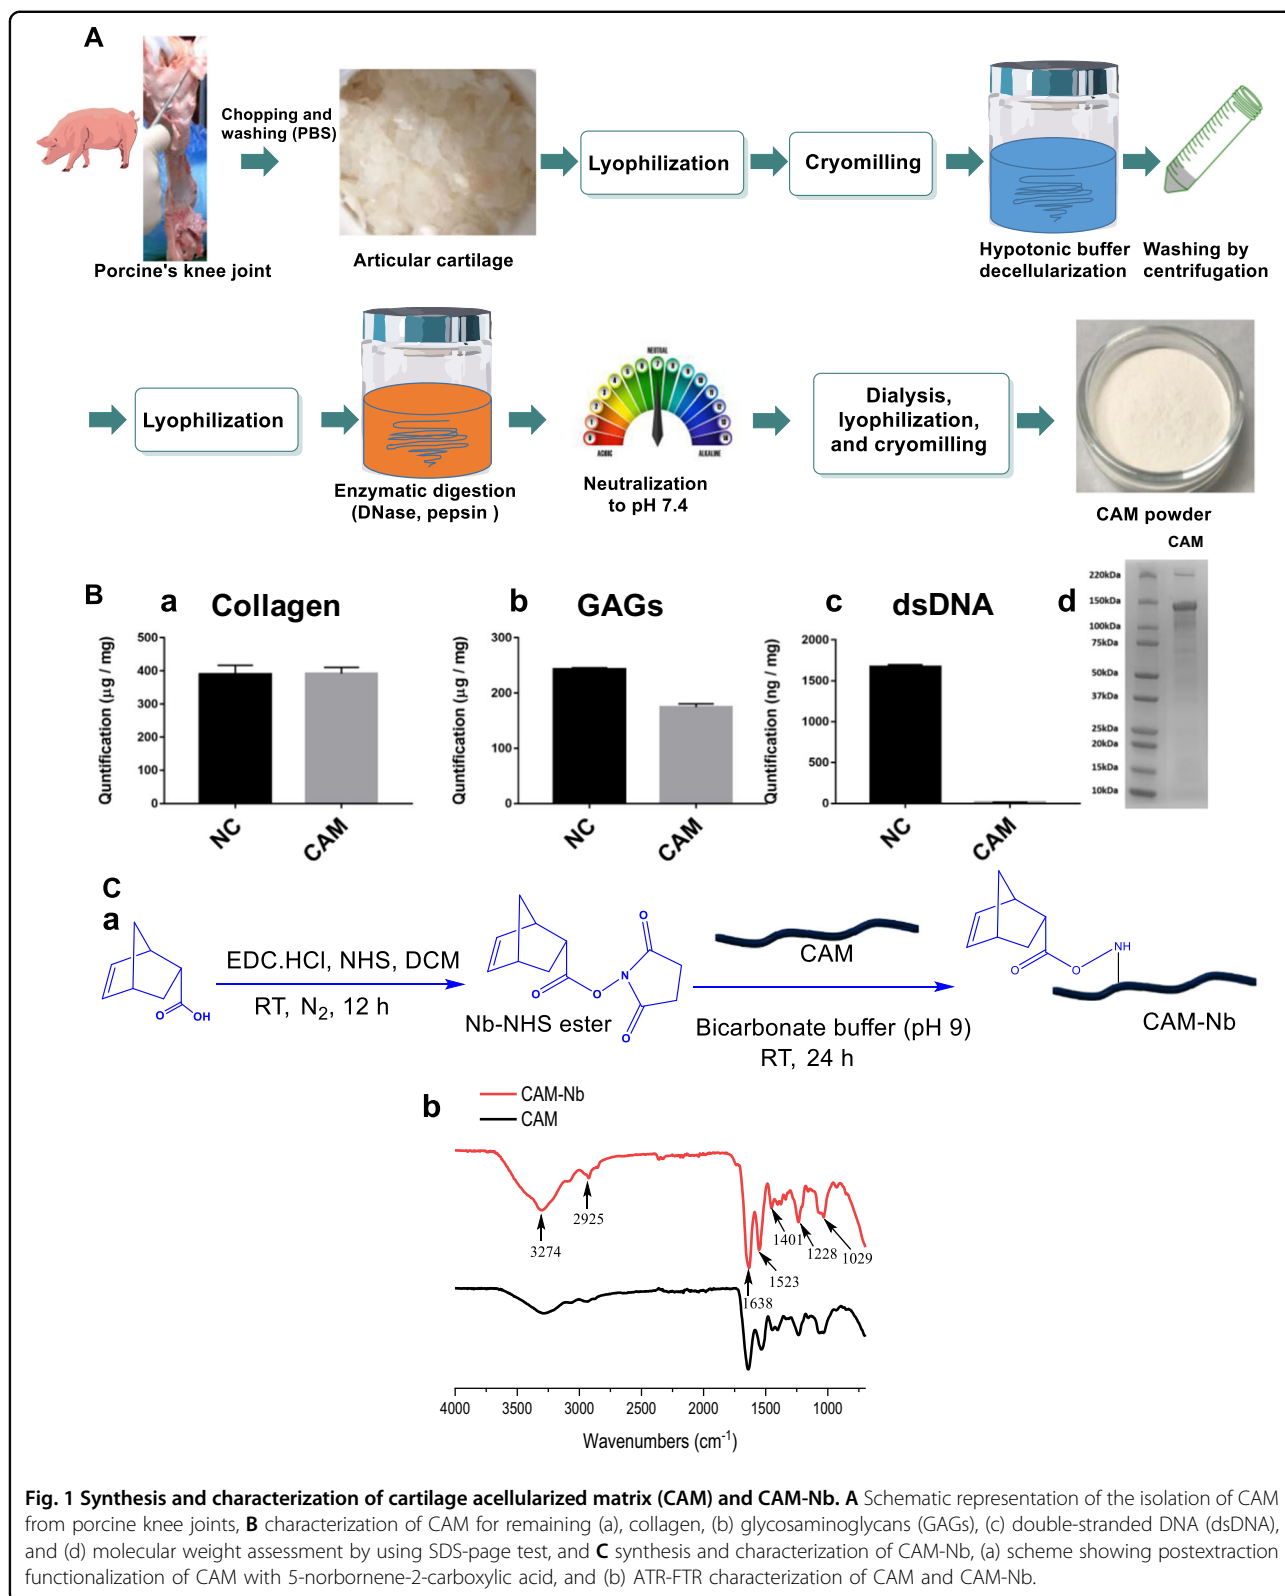 A
Chopping and
washing (PBS)
Porcine's knee joint
Articular cartilage
Lyophilization
Cryomilling
Hypotonic buffer
decellularization
Washing by
centrifugation
Lyophilization
Enzymatic digestion
(DNase, pepsin )
NEUTRAL
ACIDIC
ALKALINE
Neutralization
to pH 7.4
Dialysis,
lyophilization,
and cryomilling
CAM powder
B
a
Collagen
Quntification (µg / mg)
500
400
300
200
100
0
NC
CAM
b
GAGs
Quntification (µg / mg)
300
200
100
0
NC
CAM
c
dsDNA
Quntification (ng / mg)
2000
1500
1000
500
0
NC
CAM
d
CAM
220kDa
150kDa
100kDa
75kDa
50kDa
37kDa
25kDa
20kDa
15kDa
10kDa
C
a
O
OH
EDC.HCl, NHS, DCM
RT, N₂, 12 h
O
O
N
O
O
Nb-NHS ester
CAM
Bicarbonate buffer (pH 9)
RT, 24 h
O
O
NH
CAM-Nb
b
CAM-Nb
CAM
3274
2925
1638
1523
1401
1228
1029
4000 3500 3000 2500 2000 1500 1000
Wavenumbers (cm⁻¹)
Fig. 1 Synthesis and characterization of cartilage acellularized matrix (CAM) and CAM-Nb. A Schematic representation of the isolation of CAM
from porcine knee joints, B characterization of CAM for remaining (a), collagen, (b) glycosaminoglycans (GAGs), (c) double-stranded DNA (dsDNA),
and (d) molecular weight assessment by using SDS-page test, and C synthesis and characterization of CAM-Nb, (a) scheme showing postextraction
functionalization of CAM with 5-norbornene-2-carboxylic acid, and (b) ATR-FTR characterization of CAM and CAM-Nb.